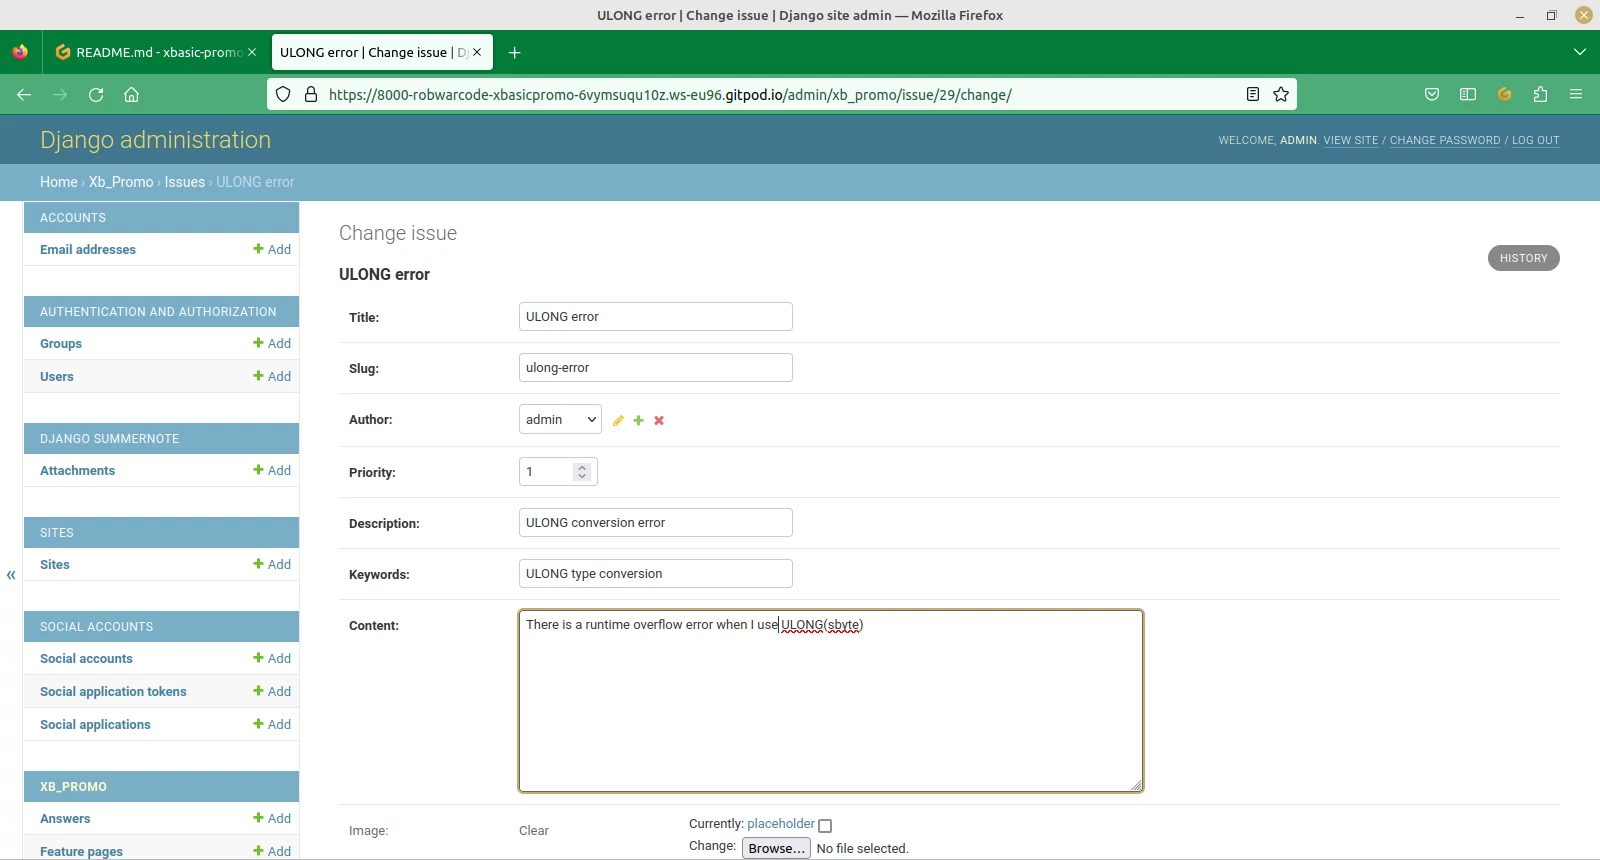 ULONG error | Change issue | Django site admin — Mozilla Firefox
README.md - xbasic-promo
ULONG error | Change issue | Dj
https://8000-robwarcode-xbasicpromo-6vymsuqu10z.ws-eu96.gitpod.io/admin/xb_promo/issue/29/change/
Django administration
WELCOME, ADMIN. VIEW SITE / CHANGE PASSWORD / LOG OUT
Home › Xb_Promo › Issues › ULONG error
ACCOUNTS
Email addresses
Add
AUTHENTICATION AND AUTHORIZATION
Groups
Add
Users
Add
DJANGO SUMMERNOTE
Attachments
Add
SITES
Sites
Add
SOCIAL ACCOUNTS
Social accounts
Add
Social application tokens
Add
Social applications
Add
XB_PROMO
Answers
Add
Feature pages
Add
Change issue
HISTORY
ULONG error
Title:
ULONG error
Slug:
ulong-error
Author:
admin
Priority:
1
Description:
ULONG conversion error
Keywords:
ULONG type conversion
Content:
There is a runtime overflow error when I use ULONG(sbyte)
Image:
Clear
Currently: placeholder
Change: Browse... No file selected.